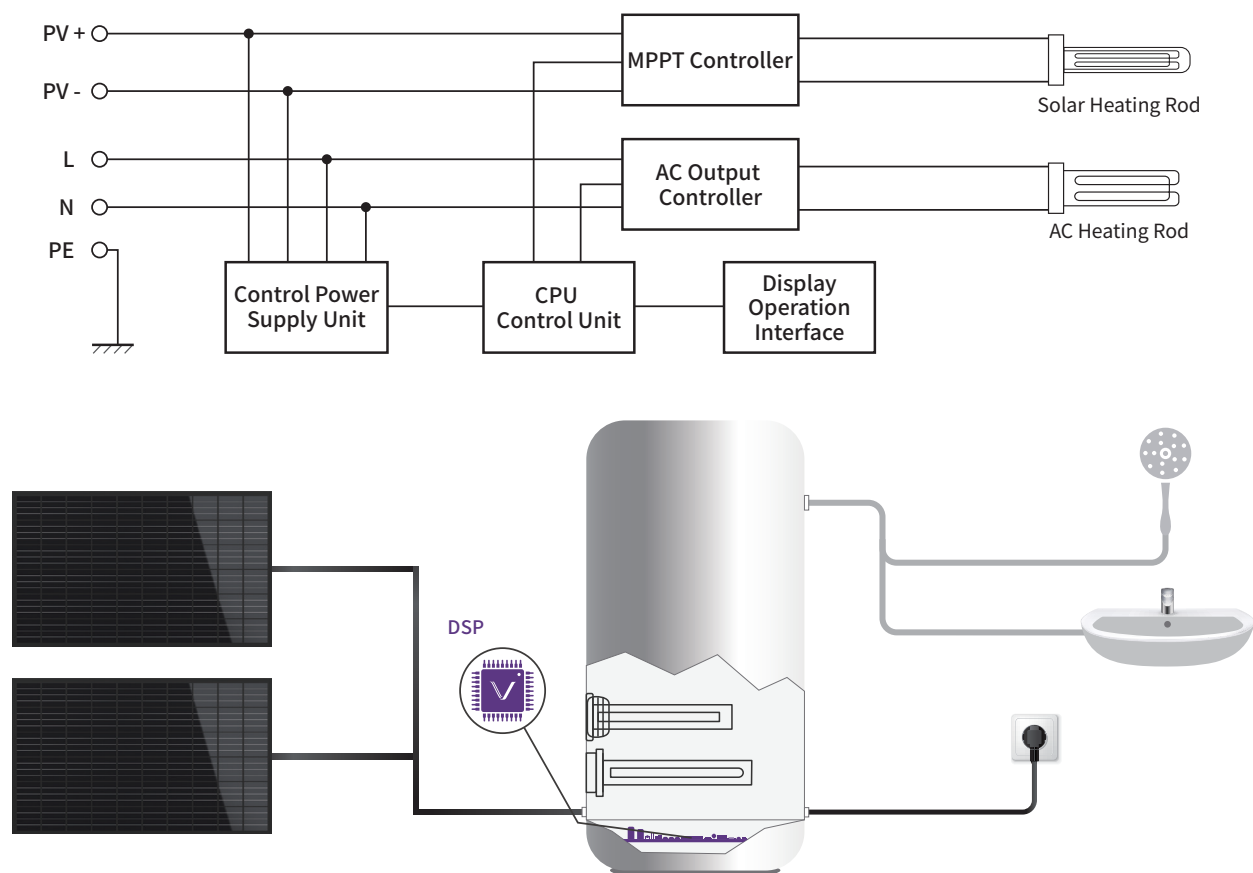 PV +
PV -
L
N
PE
MPPT Controller
Solar Heating Rod
AC Output
Controller
AC Heating Rod
Control Power
Supply Unit
CPU
Control Unit
Display
Operation
Interface
DSP